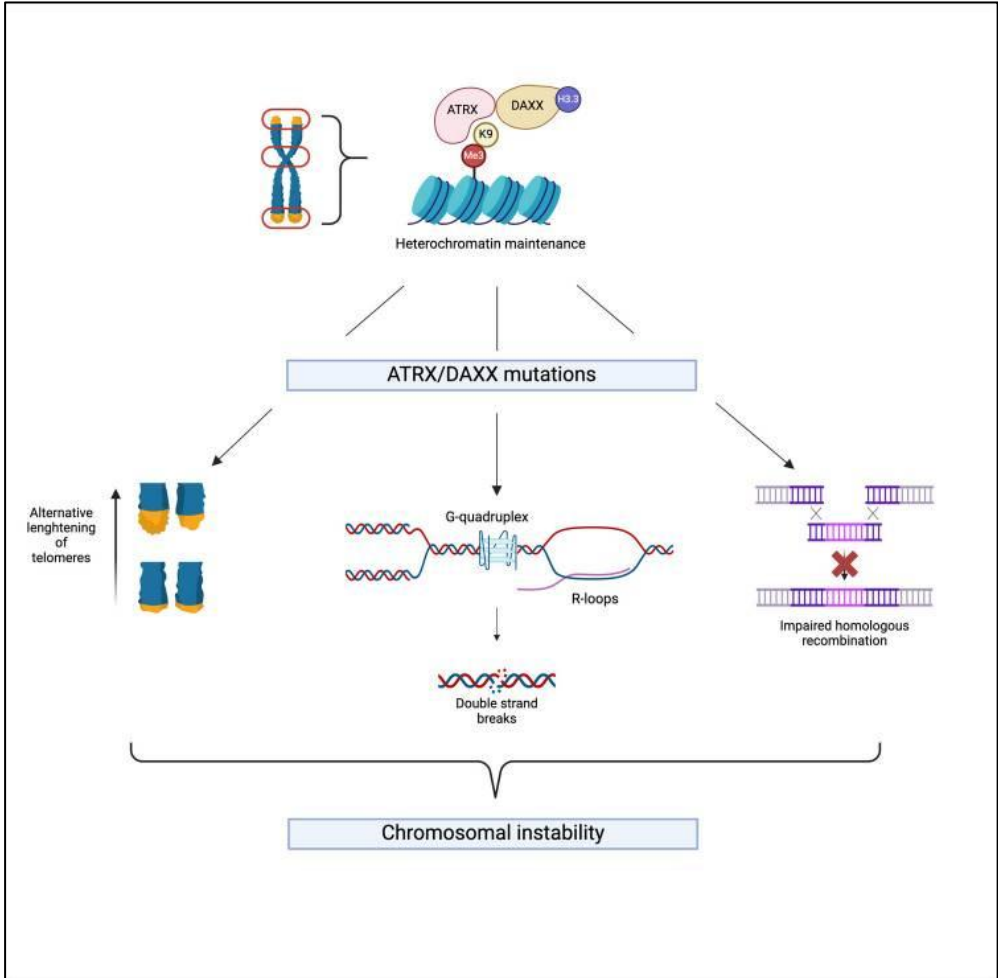 ATRX
DAXX
H3.3
K9
Me3
Heterochromatin maintenance
ATRX/DAXX mutations
Alternative
lenghtening
of
telomeres
G-quadruplex
R-loops
Double strand
breaks
Impaired homologous
recombination
Chromosomal instability